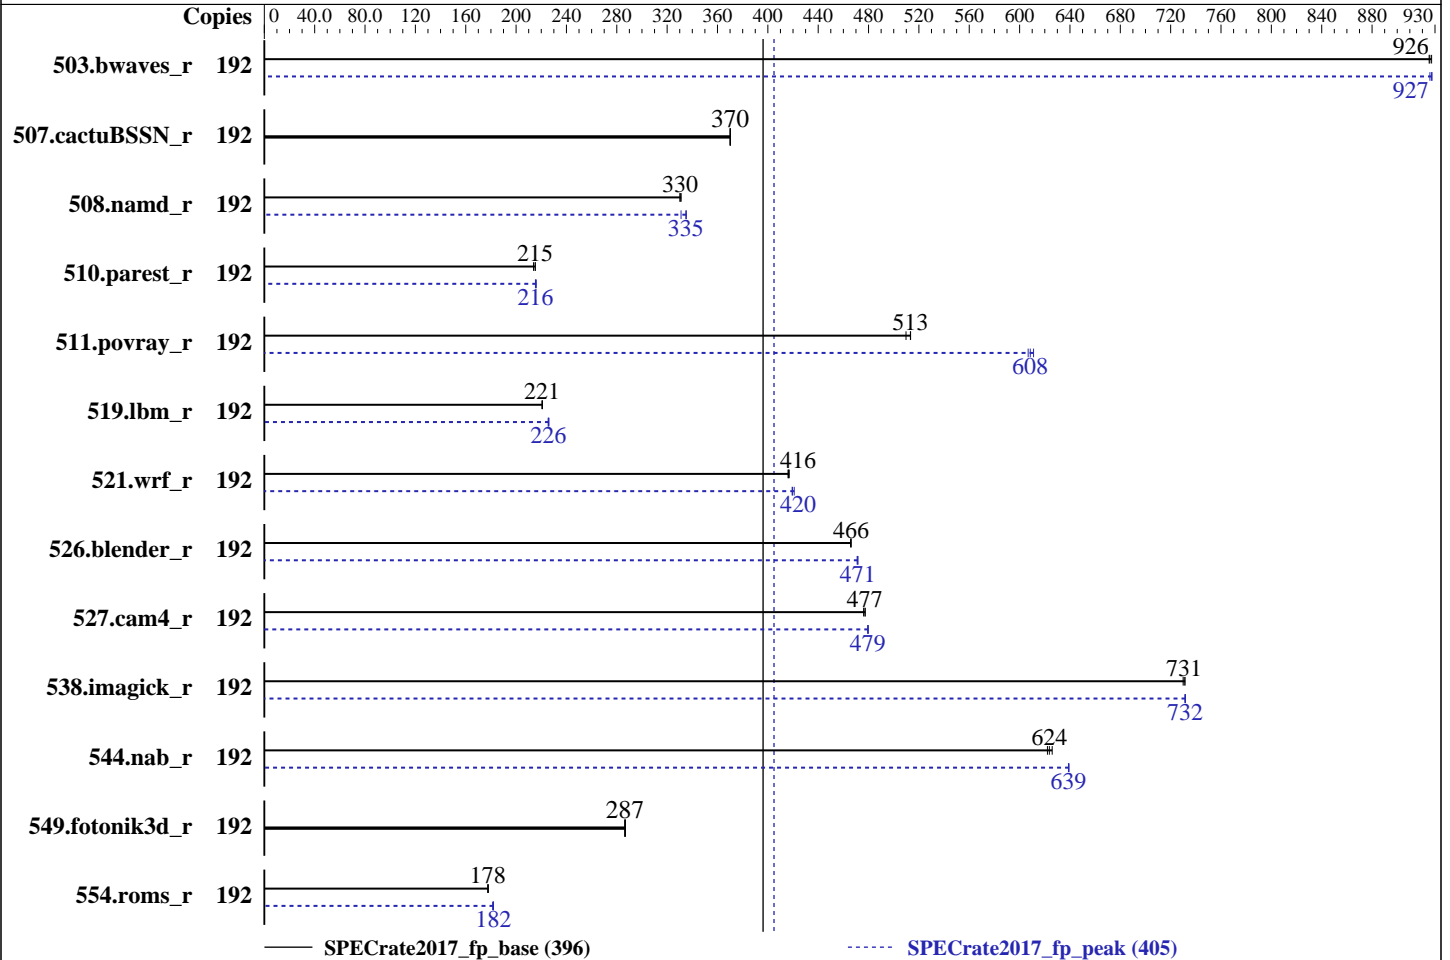 Copies 0 40.0 80.0 120 160 200 240 280 320 360 400 440 480 520 560 600 640 680 720 760 800 840 880 930
926
503.bwaves_r 192
927
370
507.cactuBSSN_r 192
330
508.namd_r 192
335
215
510.parest_r 192
216
513
511.povray_r 192
608
221
519.lbm_r 192
226
416
521.wrf_r 192
420
466
526.blender_r 192
471
477
527.cam4_r 192
479
731
538.imagick_r 192
732
624
544.nab_r 192
639
287
549.fotonik3d_r 192
178
554.roms_r 192
182
SPECrate2017_fp_base (396) SPECrate2017_fp_peak (405)